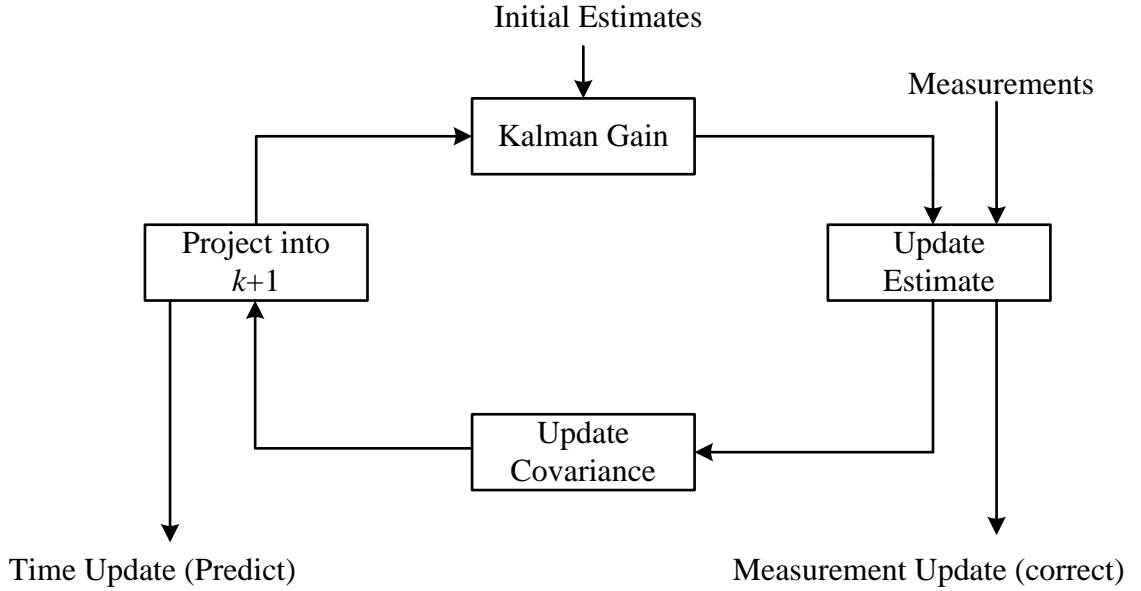 Initial Estimates
Measurements
Kalman Gain
Project into
k+1
Update
Estimate
Update
Covariance
Time Update (Predict)
Measurement Update (correct)